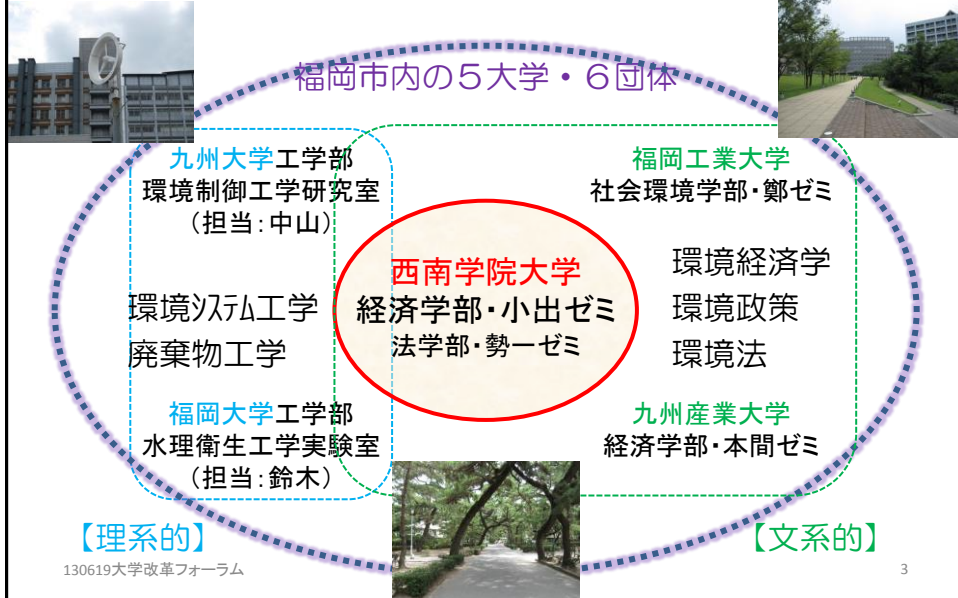 福岡市内の５大学・６団体
九州大学工学部
環境制御工学研究室
（担当：中山）
環境ｼｽﾃﾑ工学
廃棄物工学
福岡大学工学部
水理衛生工学実験室
（担当：鈴木）
【理系的】
西南学院大学
経済学部・小出ゼミ
法学部・勢一ゼミ
福岡工業大学
社会環境学部・鄭ゼミ
環境経済学
環境政策
環境法
九州産業大学
経済学部・本間ゼミ
【文系的】
130619大学改革フォーラム
3